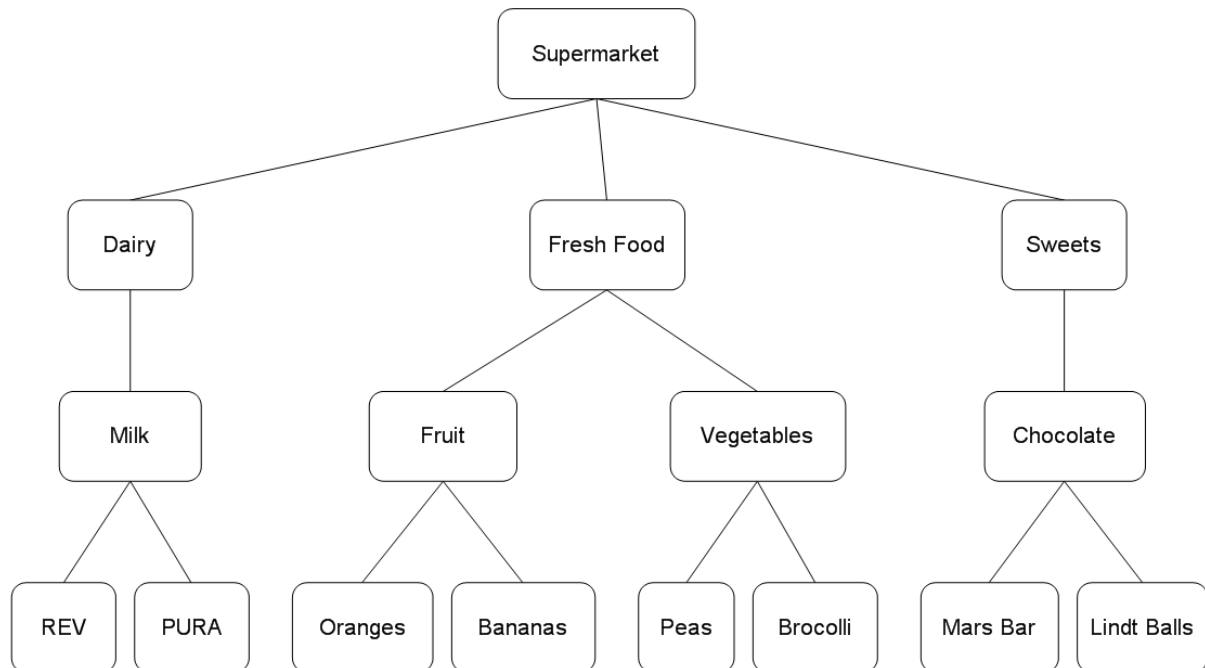 Supermarket
Dairy
Fresh Food
Sweets
Milk
Fruit
Vegetables
Chocolate
REV
PURA
Oranges
Bananas
Peas
Brocolli
Mars Bar
Lindt Balls